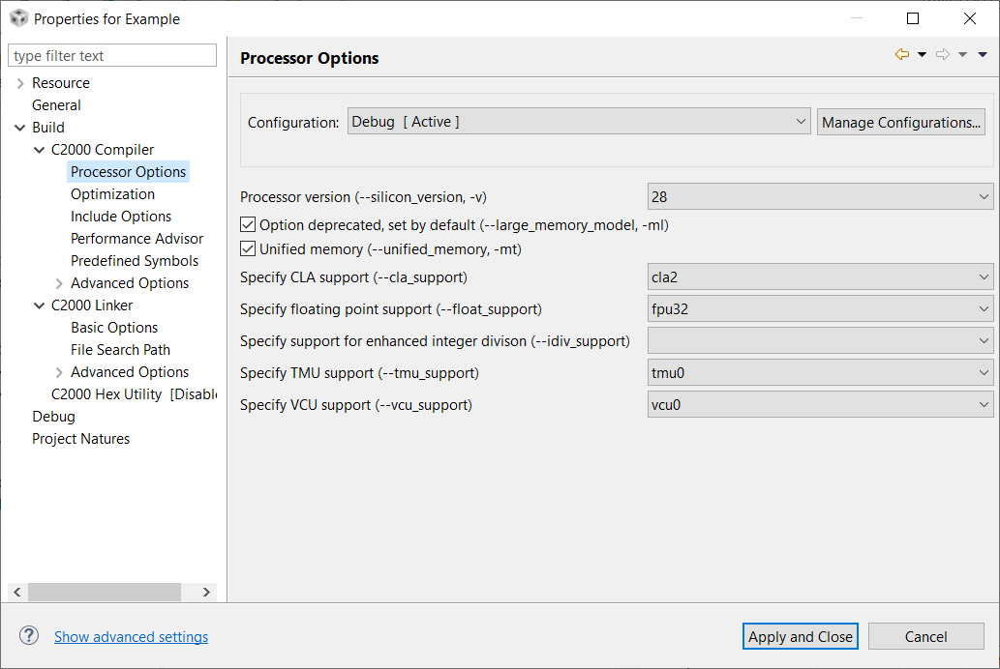 Properties for Example
type filter text
Resource
General
Build
C2000 Compiler
Processor Options
Optimization
Include Options
Performance Advisor
Predefined Symbols
Advanced Options
C2000 Linker
Basic Options
File Search Path
Advanced Options
C2000 Hex Utility [Disabl
Debug
Project Natures
Processor Options
Configuration: Debug [ Active ] Manage Configurations...
Processor version (--silicon_version, -v) 28
Option deprecated, set by default (--large_memory_model, -ml)
Unified memory (--unified_memory, -mt)
Specify CLA support (--cla_support) cla2
Specify floating point support (--float_support) fpu32
Specify support for enhanced integer divison (--idiv_support)
Specify TMU support (--tmu_support) tmu0
Specify VCU support (--vcu_support) vcu0
? Show advanced settings Apply and Close Cancel